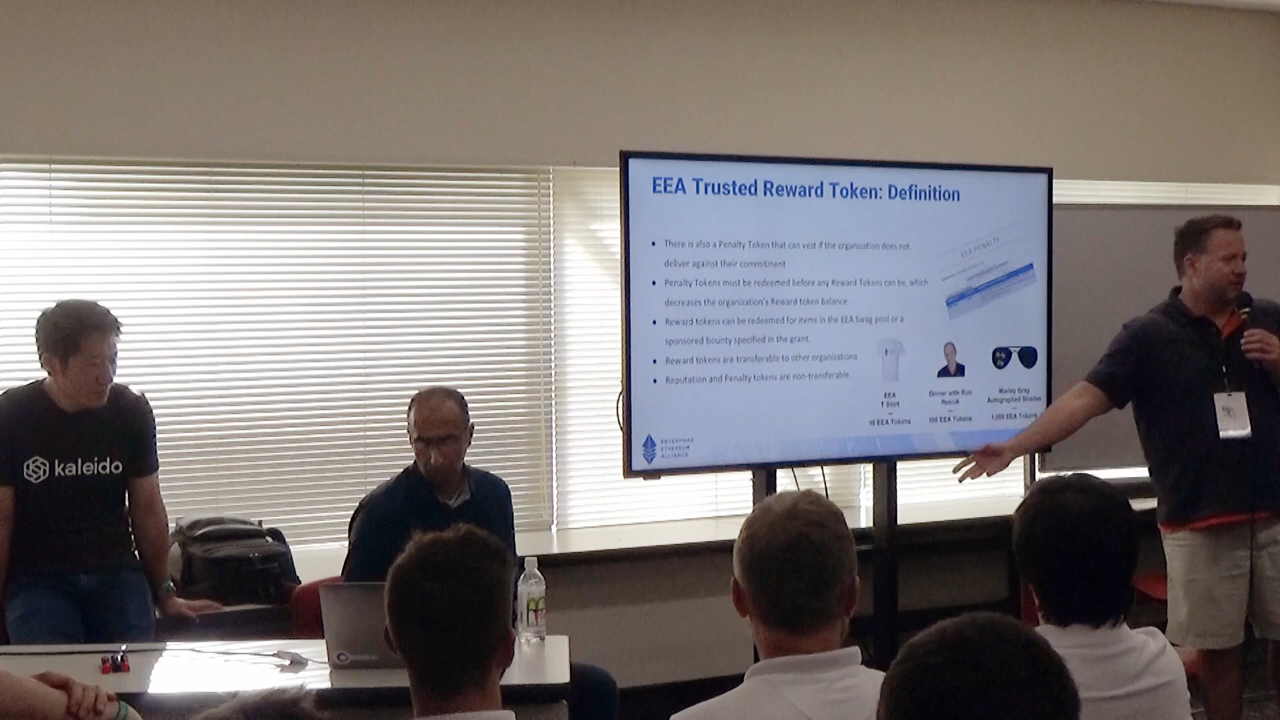 EEA Trusted Reward Token: Definition
There is also a Penalty Token that can vest if the organization does not
deliver against their commitment
Penalty Tokens must be redeemed before any Reward Tokens can be, which
decreases the organization's Reward token balance
Reward tokens can be redeemed for items in the EEA Swag pool or a
sponsored bounty specified in the grant.
Reward tokens are transferable to other organizations
Reputation and Penalty tokens are non-transferable.
EEA PENALTY
EEA
T Shirt
10 EEA Tokens
Dinner with Ron
Resnick
100 EEA Tokens
Marley Gray
Autographed Shades
1,000 EEA Tokens
ENTERPRISE
ETHEREUM
ALLIANCE
kaleido